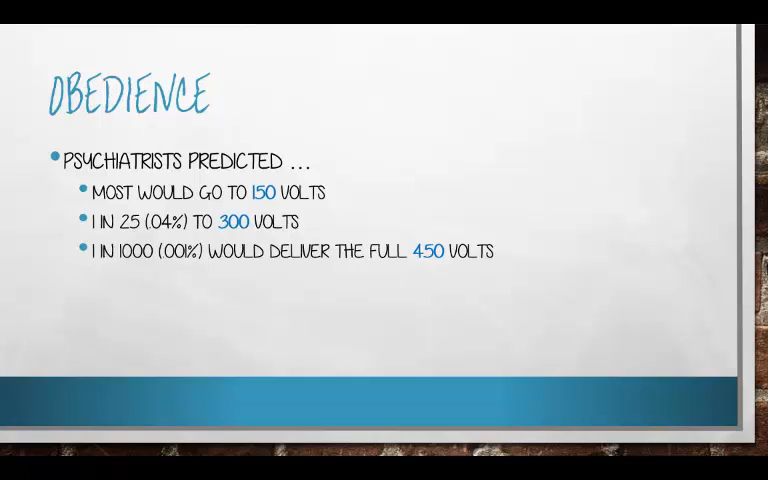 OBEDIENCE
PSYCHIATRISTS PREDICTED ...
MOST WOULD GO TO 150 VOLTS
1 IN 25 (.04%) TO 300 VOLTS
1 IN 1000 (.001%) WOULD DELIVER THE FULL 450 VOLTS